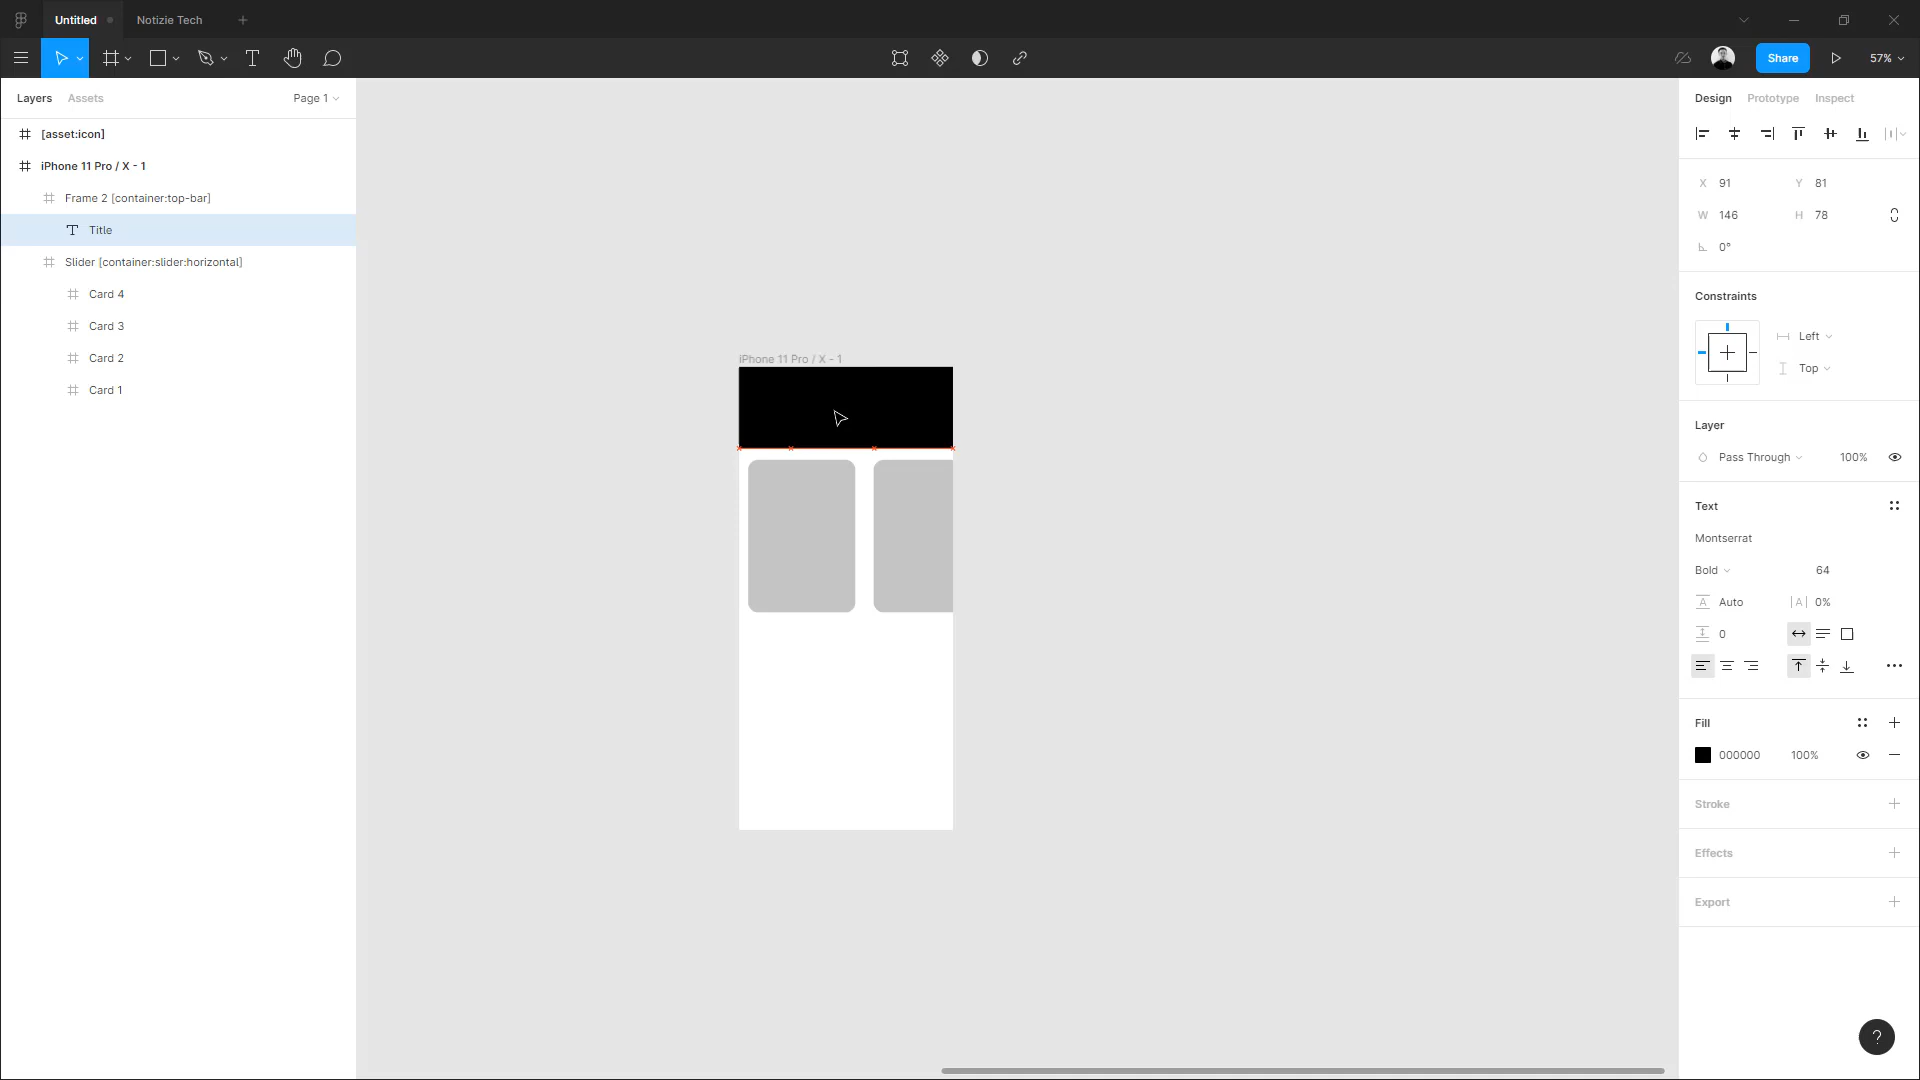 Untitled
Notizie Tech
Share
57%
Layers
Assets
Page 1
[asset:icon]
iPhone 11 Pro / X - 1
Frame 2 [container:top-bar]
Title
Slider [container:slider:horizontal]
Card 4
Card 3
Card 2
Card 1
iPhone 11 Pro / X - 1
Design
Prototype
Inspect
X 91
Y 81
W 146
H 78
0°
Constraints
Left
Top
Layer
Pass Through
100%
Text
Montserrat
Bold
64
A Auto
|A| 0%
0
Fill
000000
100%
Stroke
Effects
Export
?